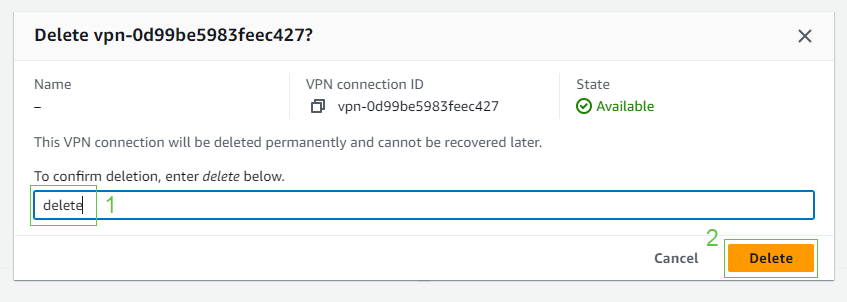 Delete vpn-0d99be5983feec427?
Name
–
VPN connection ID
vpn-0d99be5983feec427
State
Available
This VPN connection will be deleted permanently and cannot be recovered later.
To confirm deletion, enter delete below.
delete 1
2
Cancel Delete